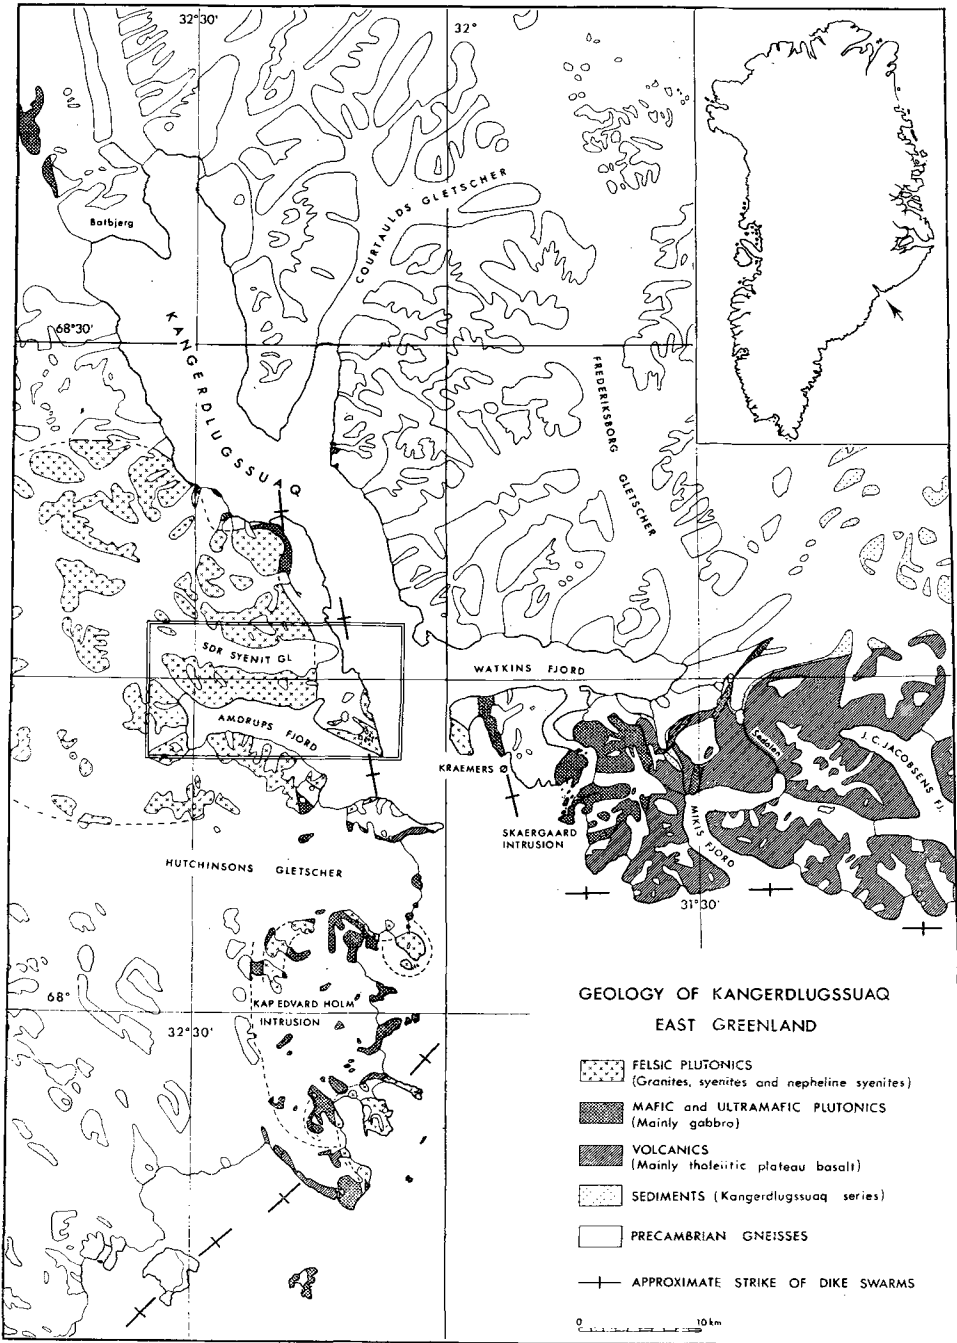 32°30'
32°
Batbjerg
COURTAULDS GLETSCHER
68°30'
KANGERDLUGSSUAQ
FREDERIKSBORG GLETSCHER
SDR SYENIT GL
WATKINS FJORD
AMDRUPS FJORD
Sødalen
J.C. JACOBSENS FJ.
KRAEMERS Ø
MIKIS FJORD
SKAERGAARD
INTRUSION
HUTCHINSONS GLETSCHER
31°30'
68°
KAP EDVARD HOLM
INTRUSION
32°30'
GEOLOGY OF KANGERDLUGSSUAQ
EAST GREENLAND
FELSIC PLUTONICS
(Granites, syenites and nepheline syenites)
MAFIC and ULTRAMAFIC PLUTONICS
(Mainly gabbro)
VOLCANICS
(Mainly tholeiitic plateau basalt)
SEDIMENTS (Kangerdlugssuaq series)
PRECAMBRIAN GNEISSES
APPROXIMATE STRIKE OF DIKE SWARMS
0 10 km